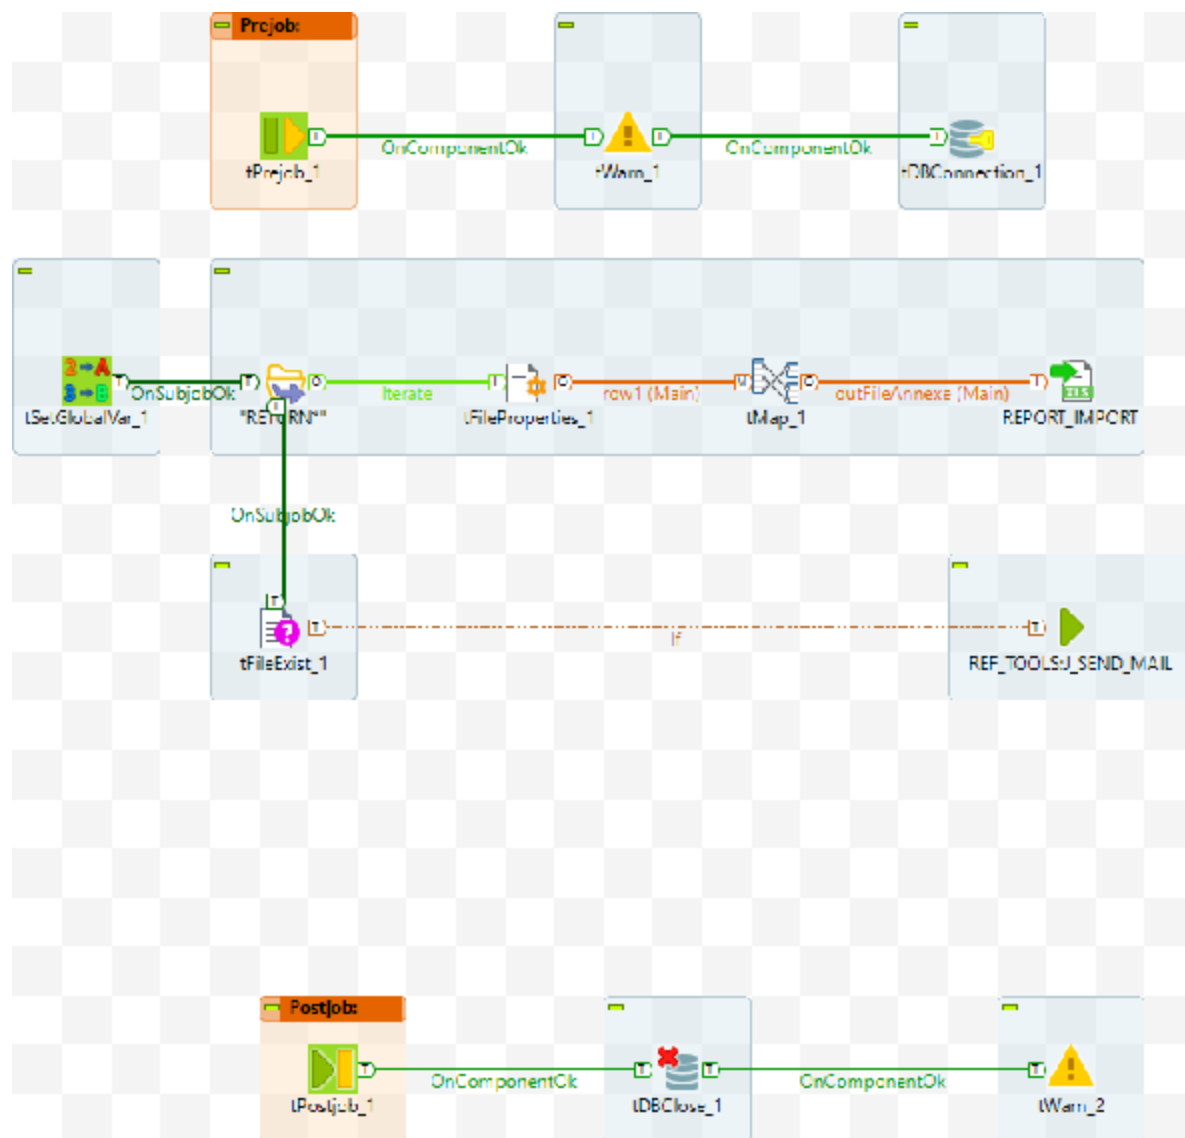 Prejob:
OnComponentOk
OnComponentOk
tPrejob_1
tWarn_1
tDBConnection_1
OnSubjobOk
Iterate
row1 (Main)
outFileAnnexe (Main)
tSetGlobalVar_1
"RETURN*"
tFileProperties_1
tMap_1
REPORT_IMPORT
OnSubjobOk
If
tFileExist_1
REF_TOOLS:J_SEND_MAIL
Postjob:
OnComponentOk
OnComponentOk
tPostjob_1
tDBClose_1
tWarn_2